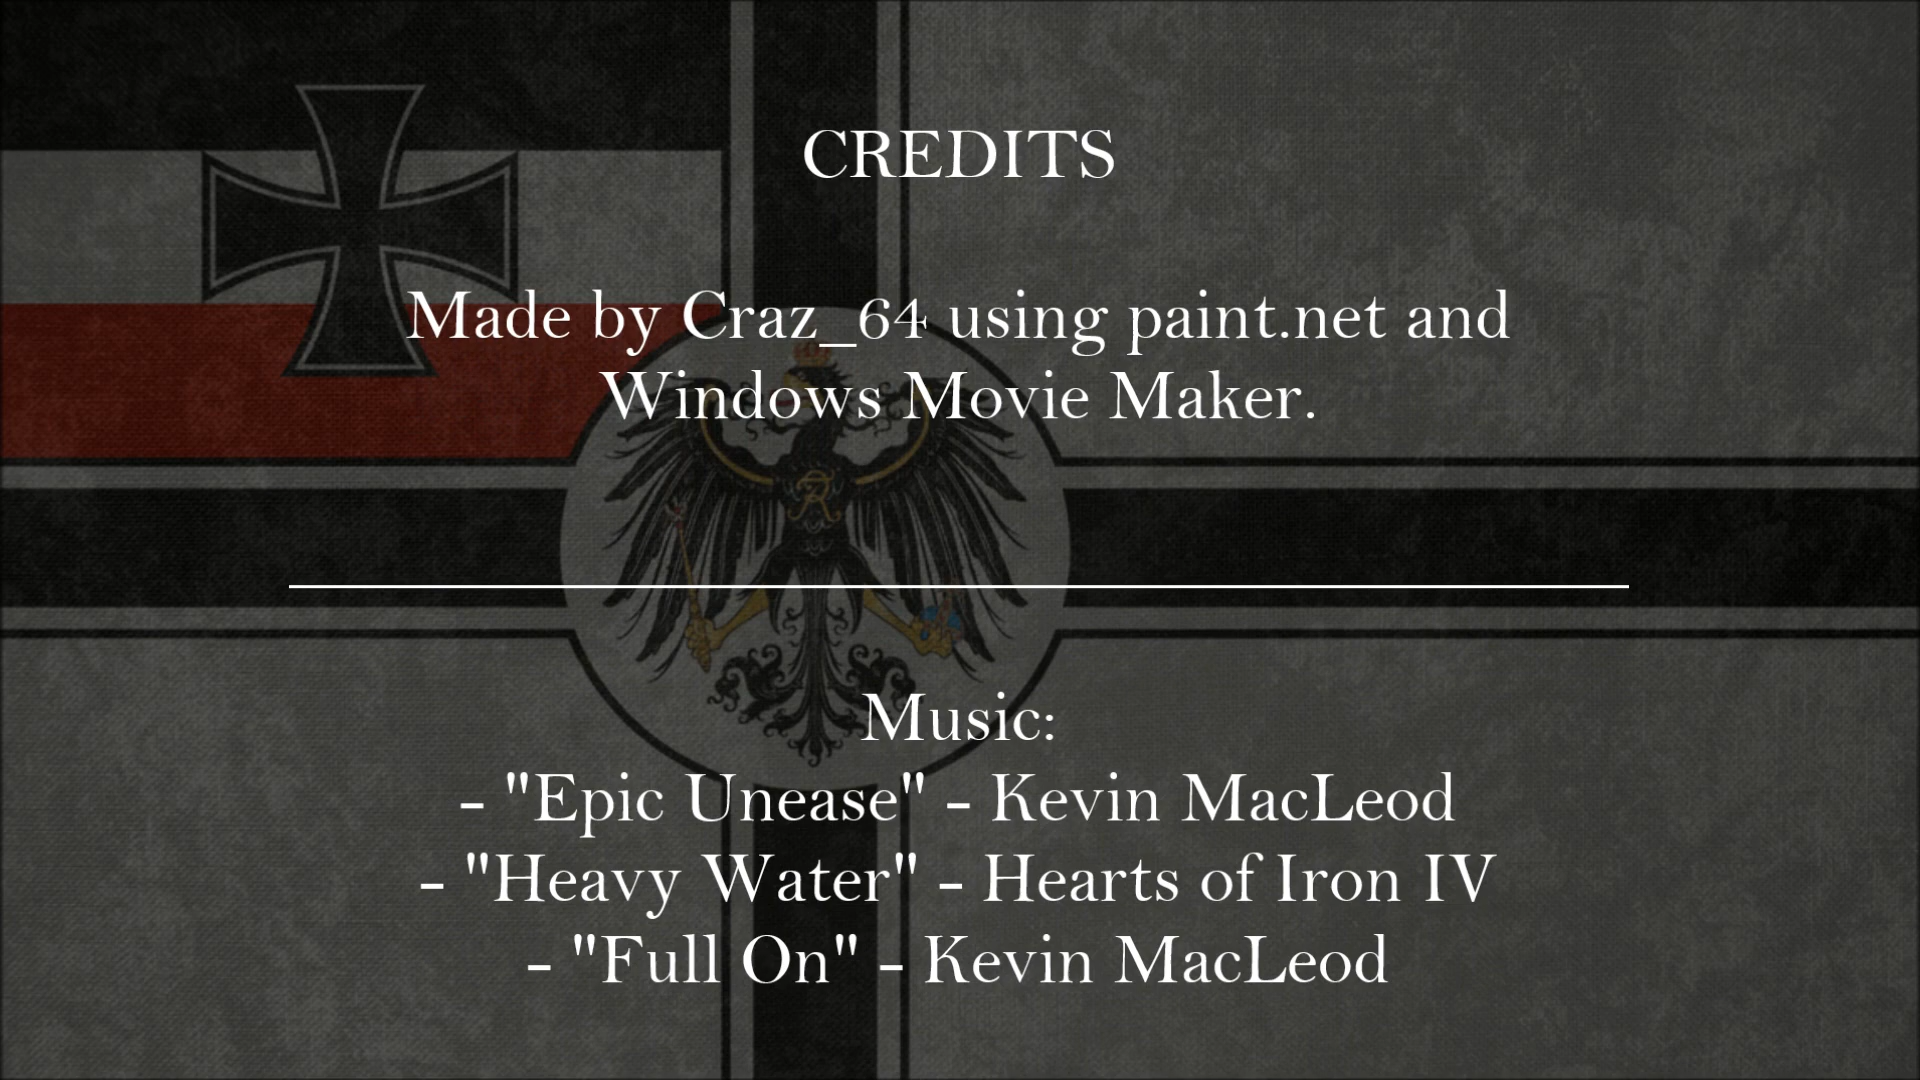 CREDITS
Made by Craz_64 using paint.net and
Windows Movie Maker.
Music:
- "Epic Unease" - Kevin MacLeod
- "Heavy Water" - Hearts of Iron IV
- "Full On" - Kevin MacLeod